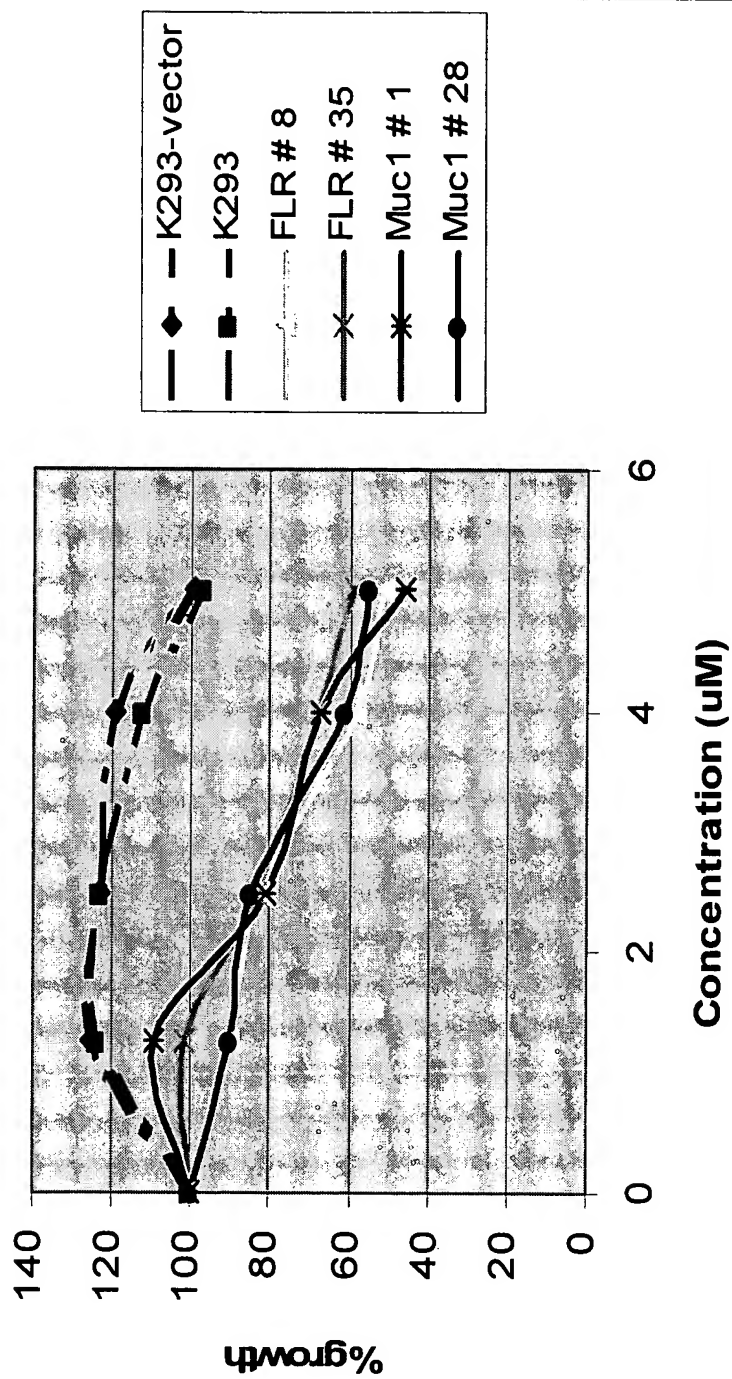 %growth
140
120
100
80
60
40
20
0
0
2
4
6
Concentration (uM)
K293-vector
K293
FLR # 8
FLR # 35
Muc1 # 1
Muc1 # 28